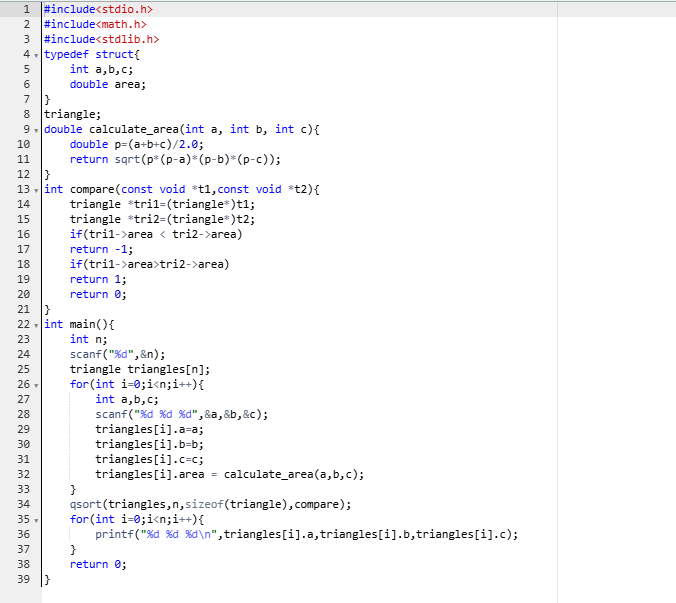 1 #include<stdio.h>
2 #include<math.h>
3 #include<stdlib.h>
4 typedef struct{
5 int a,b,c;
6 double area;
7 }
8 triangle;
9 double calculate_area(int a, int b, int c){
10 double p=(a+b+c)/2.0;
11 return sqrt(p*(p-a)*(p-b)*(p-c));
12 }
13 int compare(const void *t1,const void *t2){
14 triangle *tri1=(triangle*)t1;
15 triangle *tri2=(triangle*)t2;
16 if(tri1->area < tri2->area)
17 return -1;
18 if(tri1->area>tri2->area)
19 return 1;
20 return 0;
21 }
22 int main(){
23 int n;
24 scanf("%d",&n);
25 triangle triangles[n];
26 for(int i=0;i<n;i++){
27 int a,b,c;
28 scanf("%d %d %d",&a,&b,&c);
29 triangles[i].a=a;
30 triangles[i].b=b;
31 triangles[i].c=c;
32 triangles[i].area = calculate_area(a,b,c);
33 }
34 qsort(triangles,n,sizeof(triangle),compare);
35 for(int i=0;i<n;i++){
36 printf("%d %d %d\n",triangles[i].a,triangles[i].b,triangles[i].c);
37 }
38 return 0;
39 }